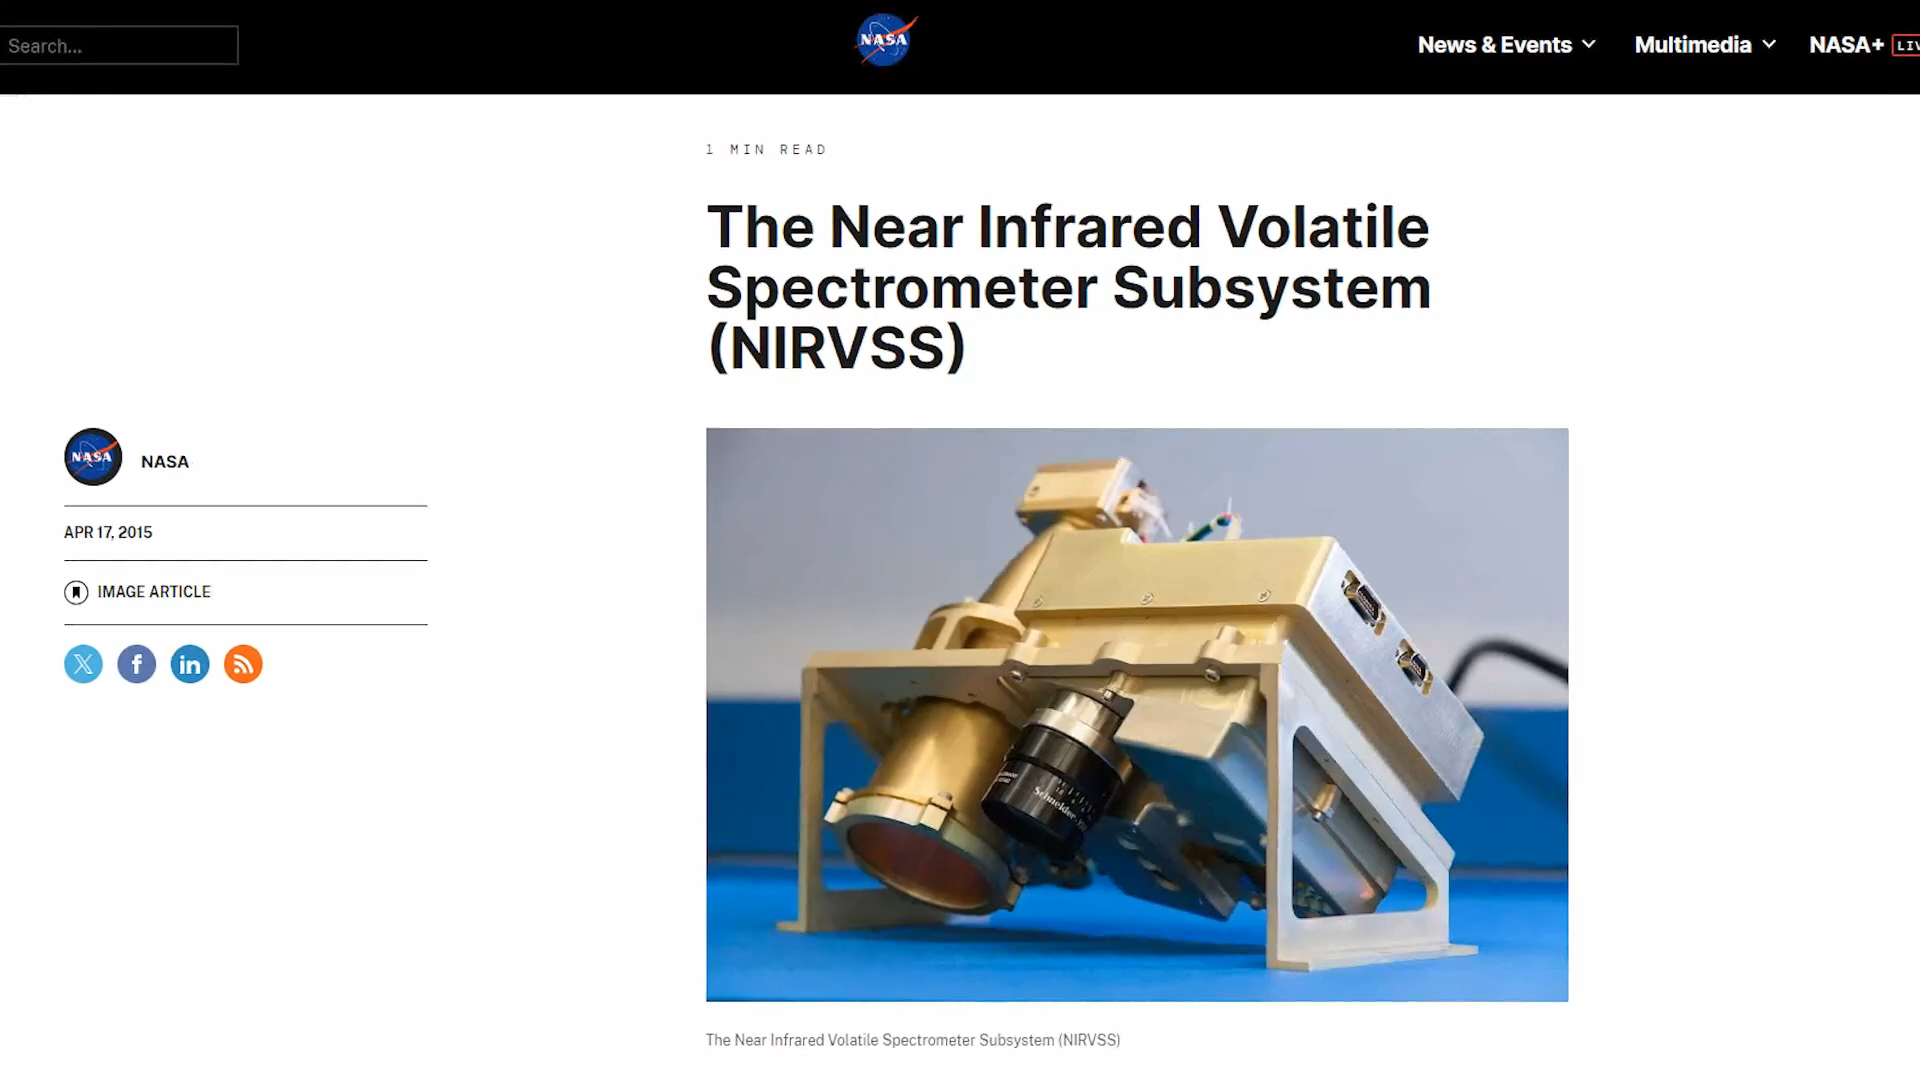 Search...
NASA
News & Events
Multimedia
NASA+
1 MIN READ
The Near Infrared Volatile
Spectrometer Subsystem
(NIRVSS)
NASA
NASA
APR 17, 2015
IMAGE ARTICLE
Schneider
The Near Infrared Volatile Spectrometer Subsystem (NIRVSS)